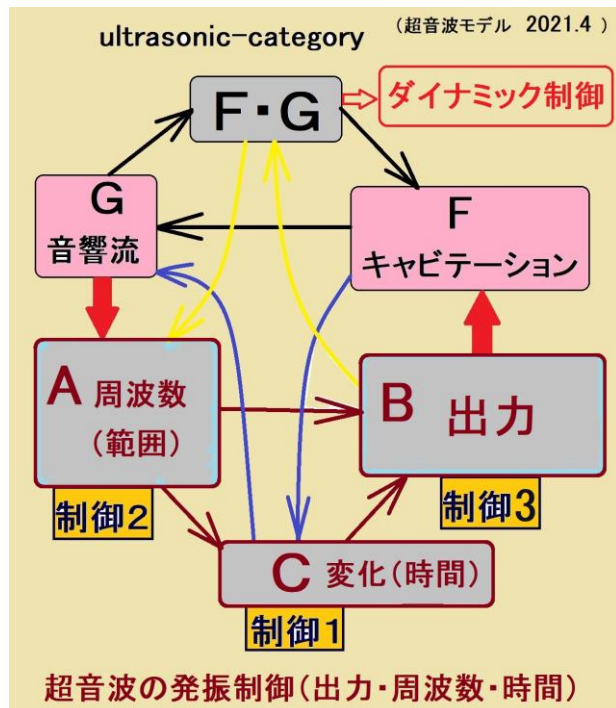 ultrasonic-category
(超音波モデル 2021.4 )
F・G
ダイナミック制御
G
音響流
F
キャビテーション
A 周波数
(範囲)
B 出力
制御2
制御3
C 変化(時間)
制御1
超音波の発振制御(出力・周波数・時間)